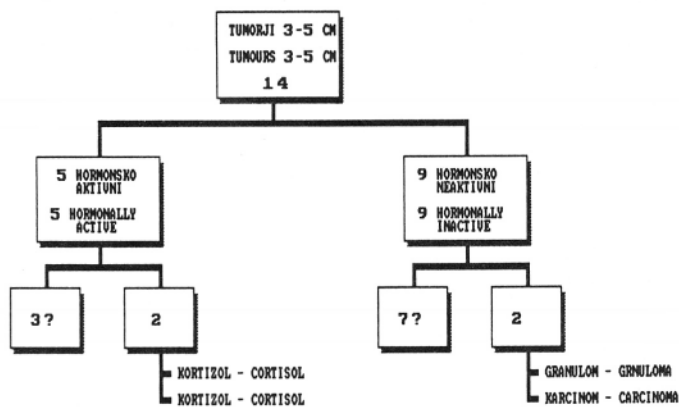 TUMORJI 3-5 CM
TUMOURS 3-5 CM
14
5 HORMONSKO
AKTIVNI
5 HORMONALLY
ACTIVE
9 HORMONSKO
NEAKTIVNI
9 HORMONALLY
INACTIVE
3?
2
7?
2
KORTIZOL - CORTISOL
KORTIZOL - CORTISOL
GRANULOM - GRNULOMA
KARCINOM - CARCINOMA